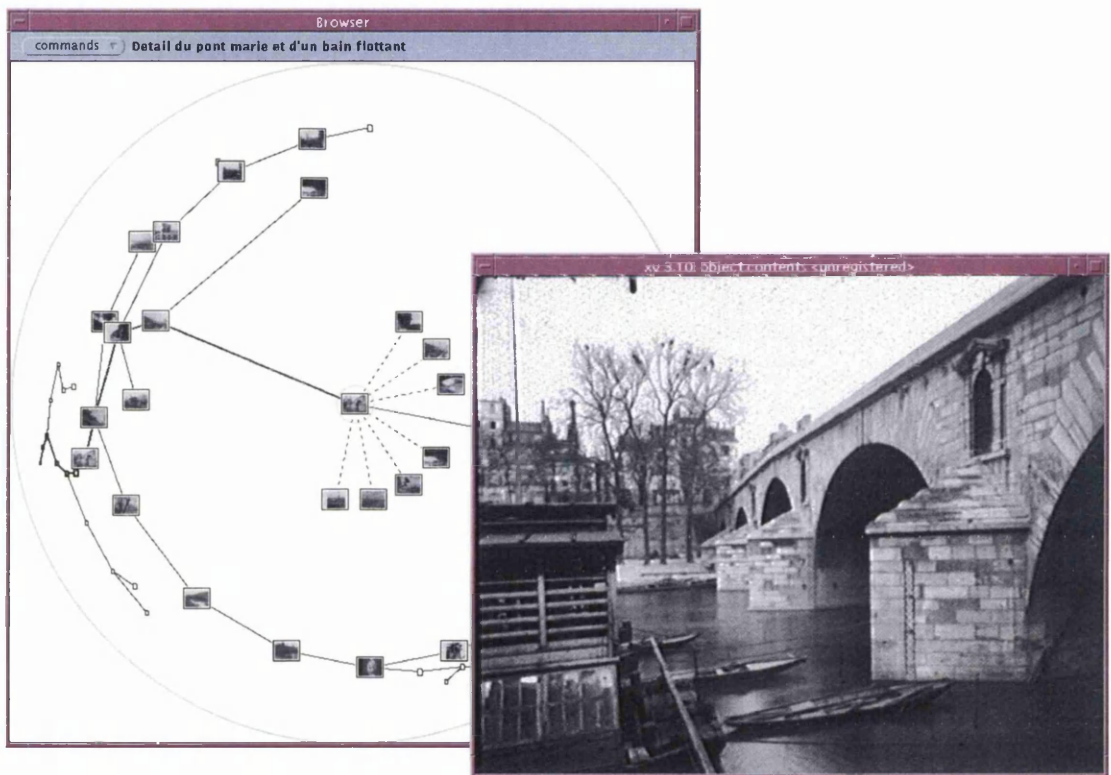 Browser
commands Detail du pont marie et d'un bain flottant
xv 3.10: object contents <unregistered>